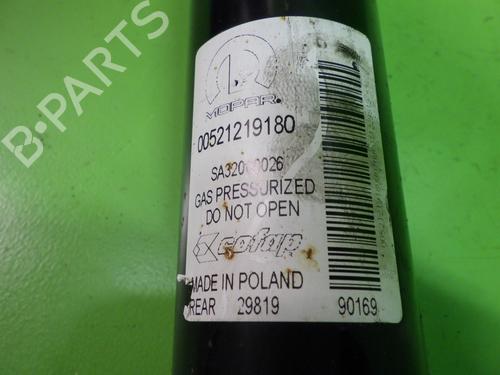 MOPAR
00521219180
GAS PRESSURIZED
DO NOT OPEN
cofap
MADE IN POLAND
REAR 29819 90169
B-PARTS